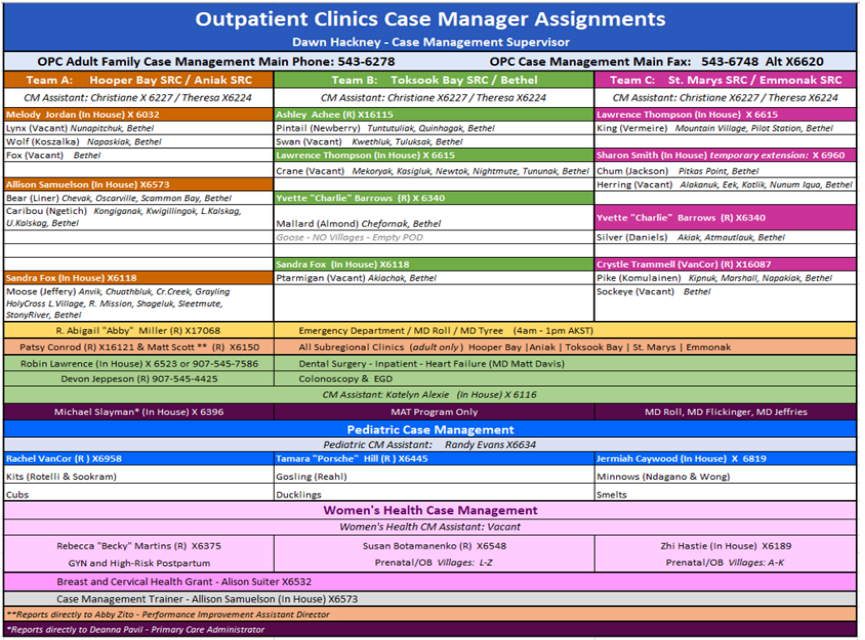 Outpatient Clinics Case Manager Assignments
Dawn Hackney - Case Management Supervisor
OPC Adult Family Case Management Main Phone: 543-6278 OPC Case Management Main Fax: 543-6748 Alt X6620
Team A: Hooper Bay SRC / Aniak SRC
Team B: Toksook Bay SRC / Bethel
Team C: St. Marys SRC / Emmonak SRC
CM Assistant: Christiane X 6227 / Theresa X6224
CM Assistant: Christiane X 6227 / Theresa X6224
CM Assistant: Christiane X 6227 / Theresa X6224
Melody Jordan (In House) X 6032
Ashley Achee (R) X16115
Lawrence Thompson (In House) X 6615
Lynx (Vacant) Nunapitchuk, Bethel
Pintail (Newberry) Tuntutuliak, Quinhagak, Bethel
King (Vermeire) Mountain Village, Pilot Station, Bethel
Wolf (Koszalka) Napaskiak, Bethel
Swan (Vacant) Kwethluk, Tuluksak, Bethel
Fox (Vacant) Bethel
Lawrence Thompson (In House) X 6615
Sharon Smith (In House) temporary extension: X 6960
Crane (Vacant) Mekoryak, Kasigluk, Newtok, Nightmute, Tununak, Bethel
Chum (Jackson) Pitkas Point, Bethel
Allison Samuelson (In House) X6573
Herring (Vacant) Alakanuk, Eek, Kotlik, Nunum Iqua, Bethel
Bear (Liner) Chevak, Oscarville, Scammon Bay, Bethel
Yvette "Charlie" Barrows (R) X 6340
Caribou (Ngetich) Kongiganak, Kwigillingok, L.Kalskag,
U.Kalskag, Bethel
Mallard (Almond) Chefornak, Bethel
Yvette "Charlie" Barrows (R) X6340
Goose - NO Villages - Empty POD
Silver (Daniels) Akiak, Atmautlauk, Bethel
Sandra Fox (In House) X6118
Crystle Trammell (VanCor) (R) X16087
Sandra Fox (In House) X6118
Ptarmigan (Vacant) Akiachak, Bethel
Pike (Komulainen) Kipnuk, Marshall, Napakiak, Bethel
Moose (Jeffery) Anvik, Chuathbluk, Cr.Creek, Grayling
HolyCross L.Village, R. Mission, Shageluk, Sleetmute,
StonyRiver, Bethel
Sockeye (Vacant) Bethel
R. Abigail "Abby" Miller (R) X17068
Emergency Department / MD Roll / MD Tyree (4am - 1pm AKST)
Patsy Conrod (R) X16121 & Matt Scott ** (R) X6150
All Subregional Clinics (adult only) Hooper Bay |Aniak | Toksook Bay | St. Marys | Emmonak
Robin Lawrence (In House) X 6523 or 907-545-7586
Dental Surgery - Inpatient - Heart Failure (MD Matt Davis)
Devon Jeppeson (R) 907-545-4425
Colonoscopy & EGD
CM Assistant: Katelyn Alexie (In House) X 6116
Michael Slayman* (In House) X 6396
MAT Program Only
MD Roll, MD Flickinger, MD Jeffries
Pediatric Case Management
Pediatric CM Assistant: Randy Evans X6634
Rachel VanCor (R ) X6958
Tamara "Porsche" Hill (R ) X6445
Jermiah Caywood (In House) X 6819
Kits (Rotelli & Sookram)
Gosling (Reahl)
Minnows (Ndagano & Wong)
Cubs
Ducklings
Smelts
Women's Health Case Management
Women's Health CM Assistant: Vacant
Rebecca "Becky" Martins (R) X6375
Susan Botamanenko (R) X6548
Zhi Hastie (In House) X6189
GYN and High-Risk Postpartum
Prenatal/OB Villages: L-Z
Prenatal/OB Villages: A-K
Breast and Cervical Health Grant - Alison Suiter X6532
Case Management Trainer - Allison Samuelson (In House) X6573
**Reports directly to Abby Zito - Performance Improvement Assistant Director
*Reports directly to Deanna Pavil - Primary Care Administrator